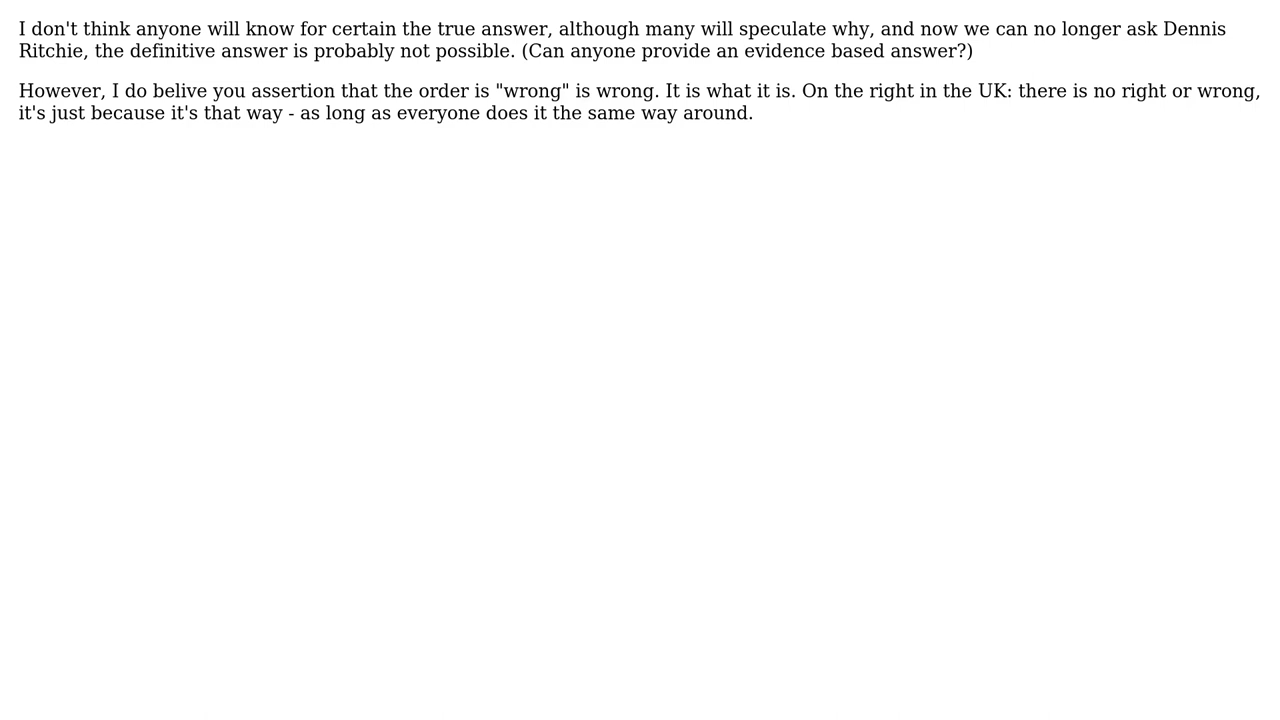 I don't think anyone will know for certain the true answer, although many will speculate why, and now we can no longer ask Dennis
Ritchie, the definitive answer is probably not possible. (Can anyone provide an evidence based answer?)
However, I do belive you assertion that the order is "wrong" is wrong. It is what it is. On the right in the UK: there is no right or wrong,
it's just because it's that way - as long as everyone does it the same way around.